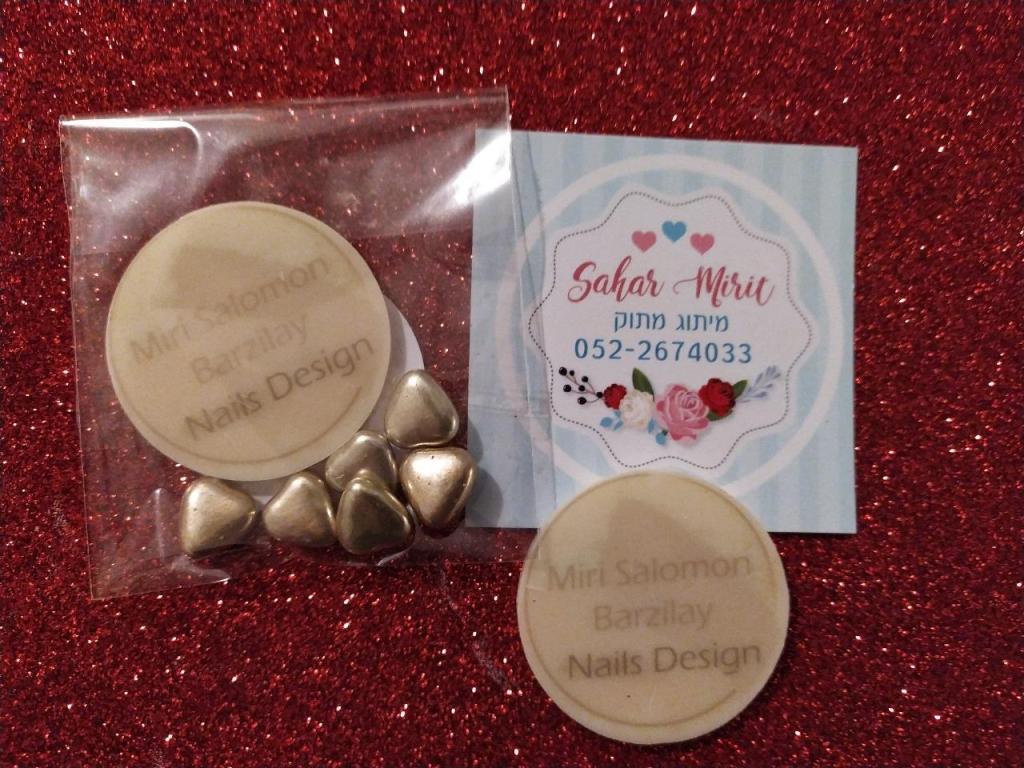 Miri Salomon
Barzilay
Nails Design
Sahar Mirit
מיתוג מתוק
052-2674033
Miri Salomon
Barzilay
Nails Design